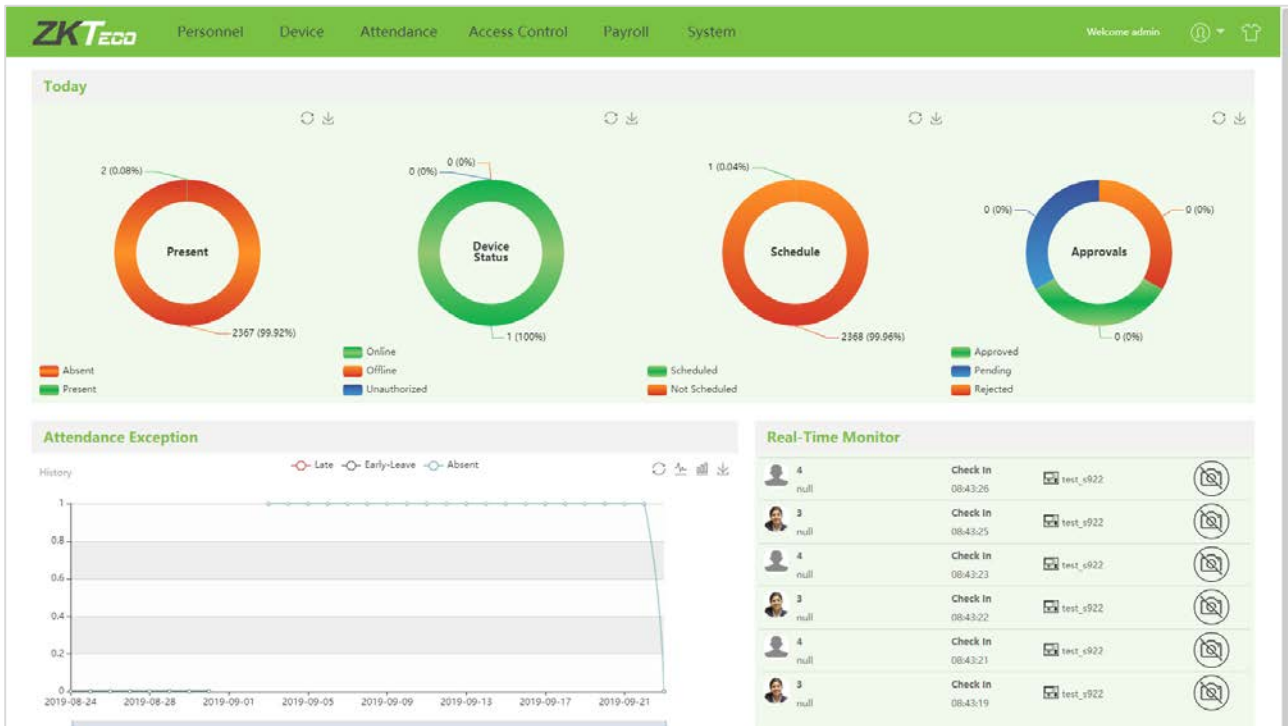 ZKTeco Personnel Device Attendance Access Control Payroll System Welcome admin
Today
2 (0.08%)
Present
2367 (99.92%)
Absent
Present
0 (0%)
0 (0%)
Device
Status
1 (100%)
Online
Offline
Unauthorized
1 (0.04%)
Schedule
2368 (99.96%)
Scheduled
Not Scheduled
0 (0%)
0 (0%)
Approvals
0 (0%)
Approved
Pending
Rejected
Attendance Exception
History
Late Early-Leave Absent
1
0.8
0.6
0.4
0.2
0
2019-08-24 2019-08-28 2019-09-01 2019-09-05 2019-09-09 2019-09-13 2019-09-17 2019-09-21
Real-Time Monitor
4 Check In
null 08:43:26 test_s922
3 Check In
null 08:43:25 test_s922
4 Check In
null 08:43:23 test_s922
3 Check In
null 08:43:22 test_s922
4 Check In
null 08:43:21 test_s922
3 Check In
null 08:43:19 test_s922